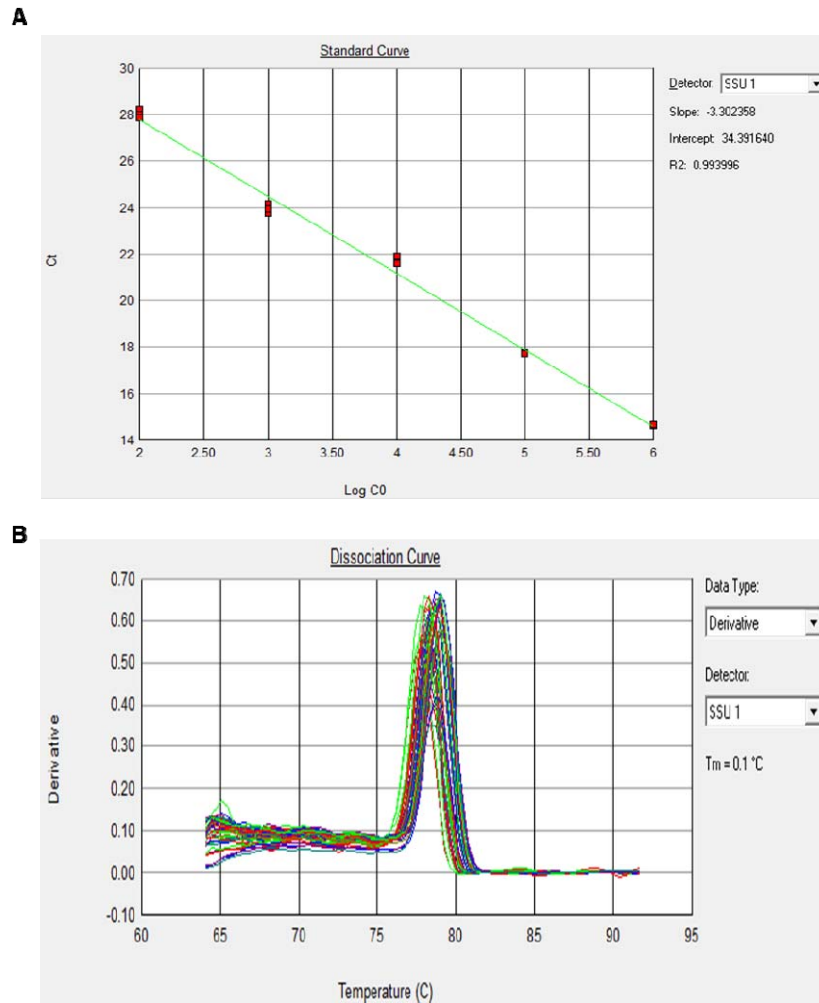 A
Standard Curve
30
28
26
24
22
20
18
16
14
2
2.50
3
3.50
4
4.50
5
5.50
6
Ct
Log C0
Detector: SSU 1
Slope: -3.302358
Intercept: 34.391640
R2: 0.993996
B
Dissociation Curve
0.70
0.60
0.50
0.40
0.30
0.20
0.10
0.00
-0.10
60
65
70
75
80
85
90
95
Derivative
Temperature (C)
Data Type:
Derivative
Detector:
SSU 1
Tm = 0.1 °C